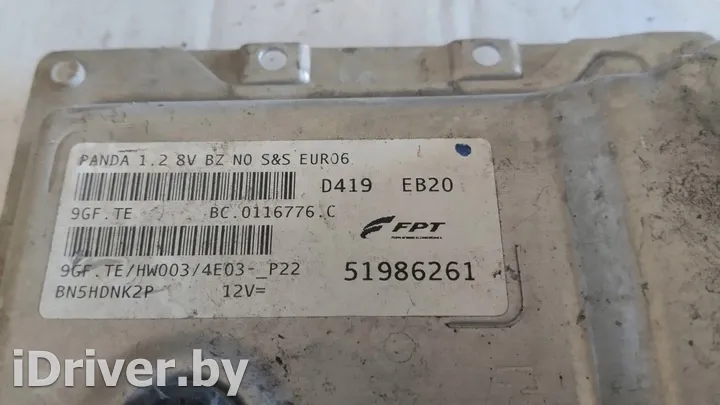 PANDA 1.2 8V BZ NO S&S EURO6
D419 EB20
9GF.TE BC.0116776.C
FPT
9GF.TE/HW003/4E03-_P22 51986261
BN5HDNK2P 12V=
iDriver.by